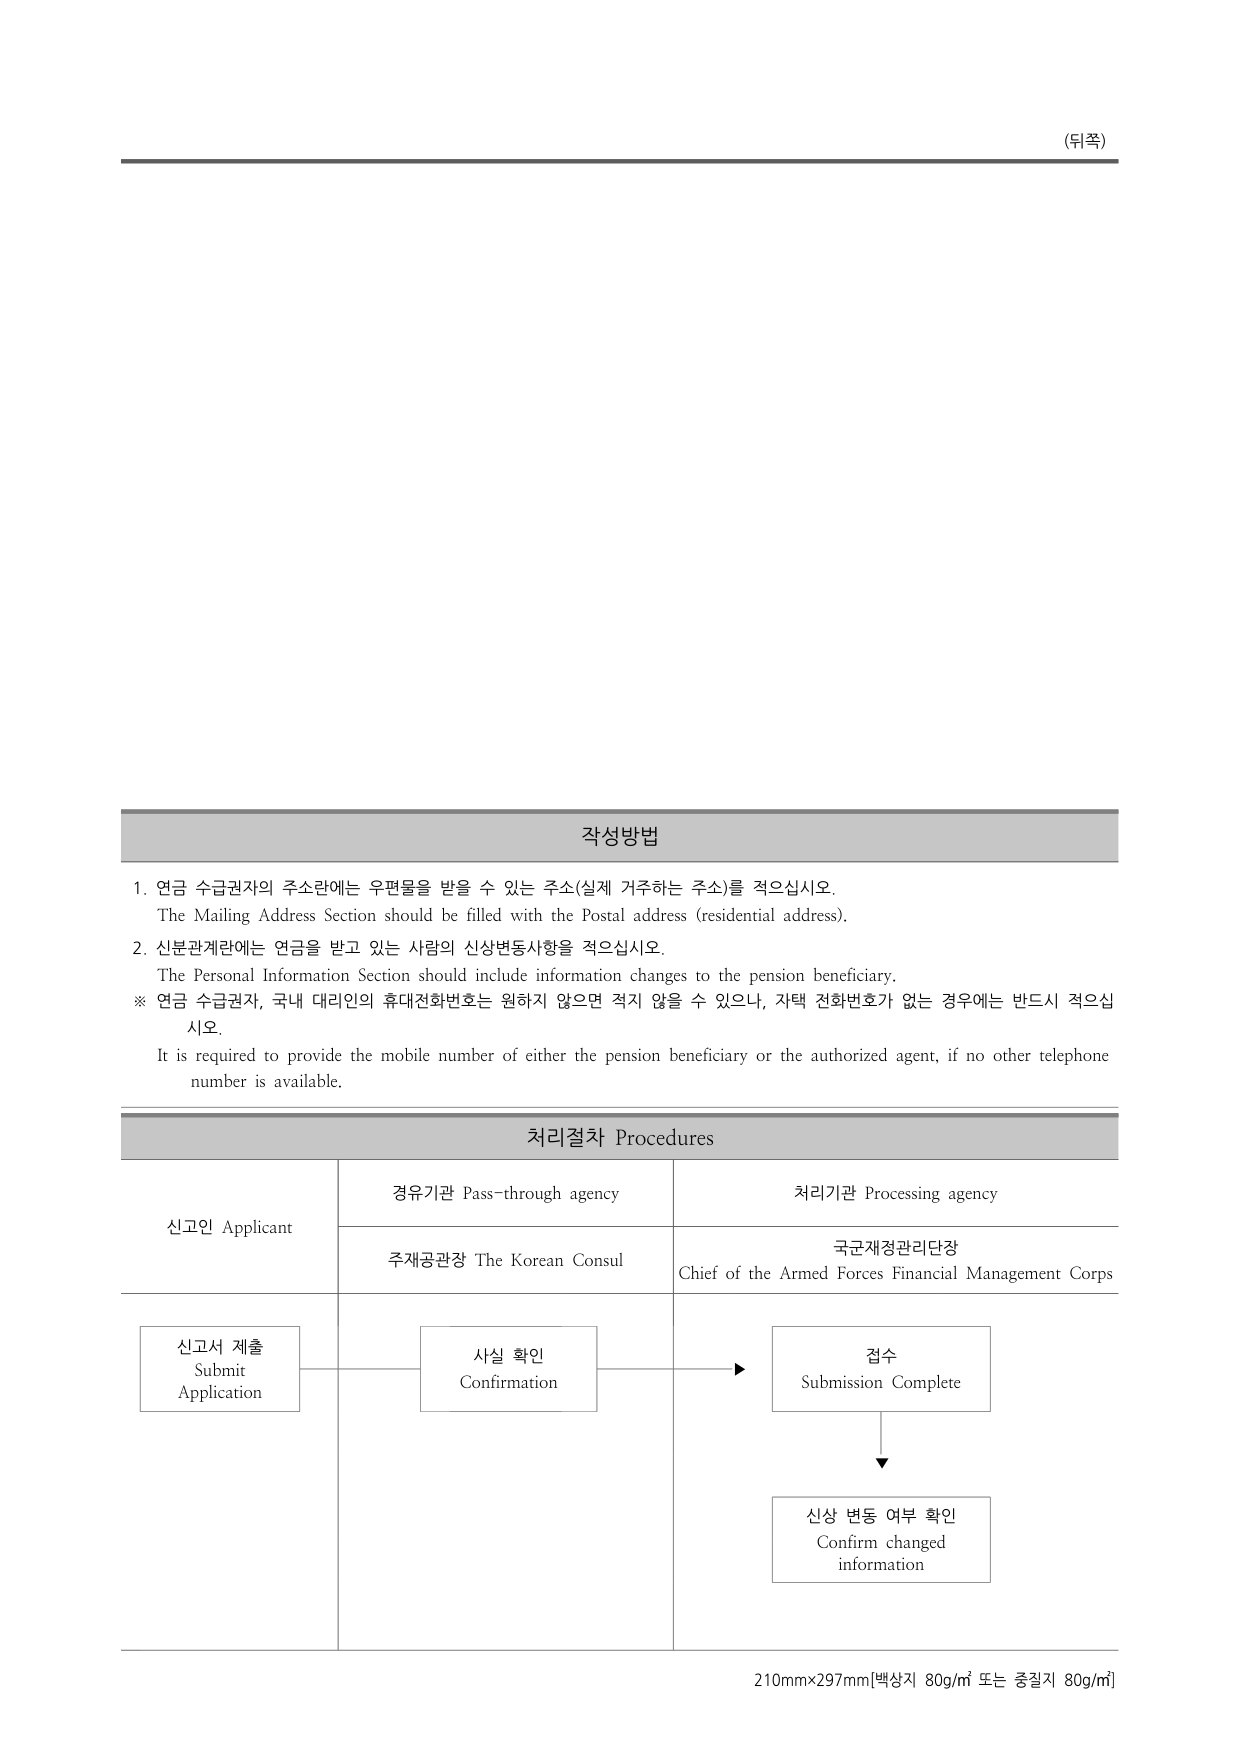 (뒤쪽)
작성방법
1. 연금 수급권자의 주소란에는 우편물을 받을 수 있는 주소(실제 거주하는 주소)를 적으십시오.
The Mailing Address Section should be filled with the Postal address (residential address).
2. 신분관계란에는 연금을 받고 있는 사람의 신상변동사항을 적으십시오.
The Personal Information Section should include information changes to the pension beneficiary.
※ 연금 수급권자, 국내 대리인의 휴대전화번호는 원하지 않으면 적지 않을 수 있으나, 자택 전화번호가 없는 경우에는 반드시 적으십
시오.
It is required to provide the mobile number of either the pension beneficiary or the authorized agent, if no other telephone
number is available.
처리절차 Procedures
신고인 Applicant
경유기관 Pass-through agency
처리기관 Processing agency
주재공관장 The Korean Consul
국군재정관리단장
Chief of the Armed Forces Financial Management Corps
신고서 제출
Submit
Application
사실 확인
Confirmation
접수
Submission Complete
신상 변동 여부 확인
Confirm changed
information
210mm×297mm[백상지 80g/㎡ 또는 중질지 80g/㎡]